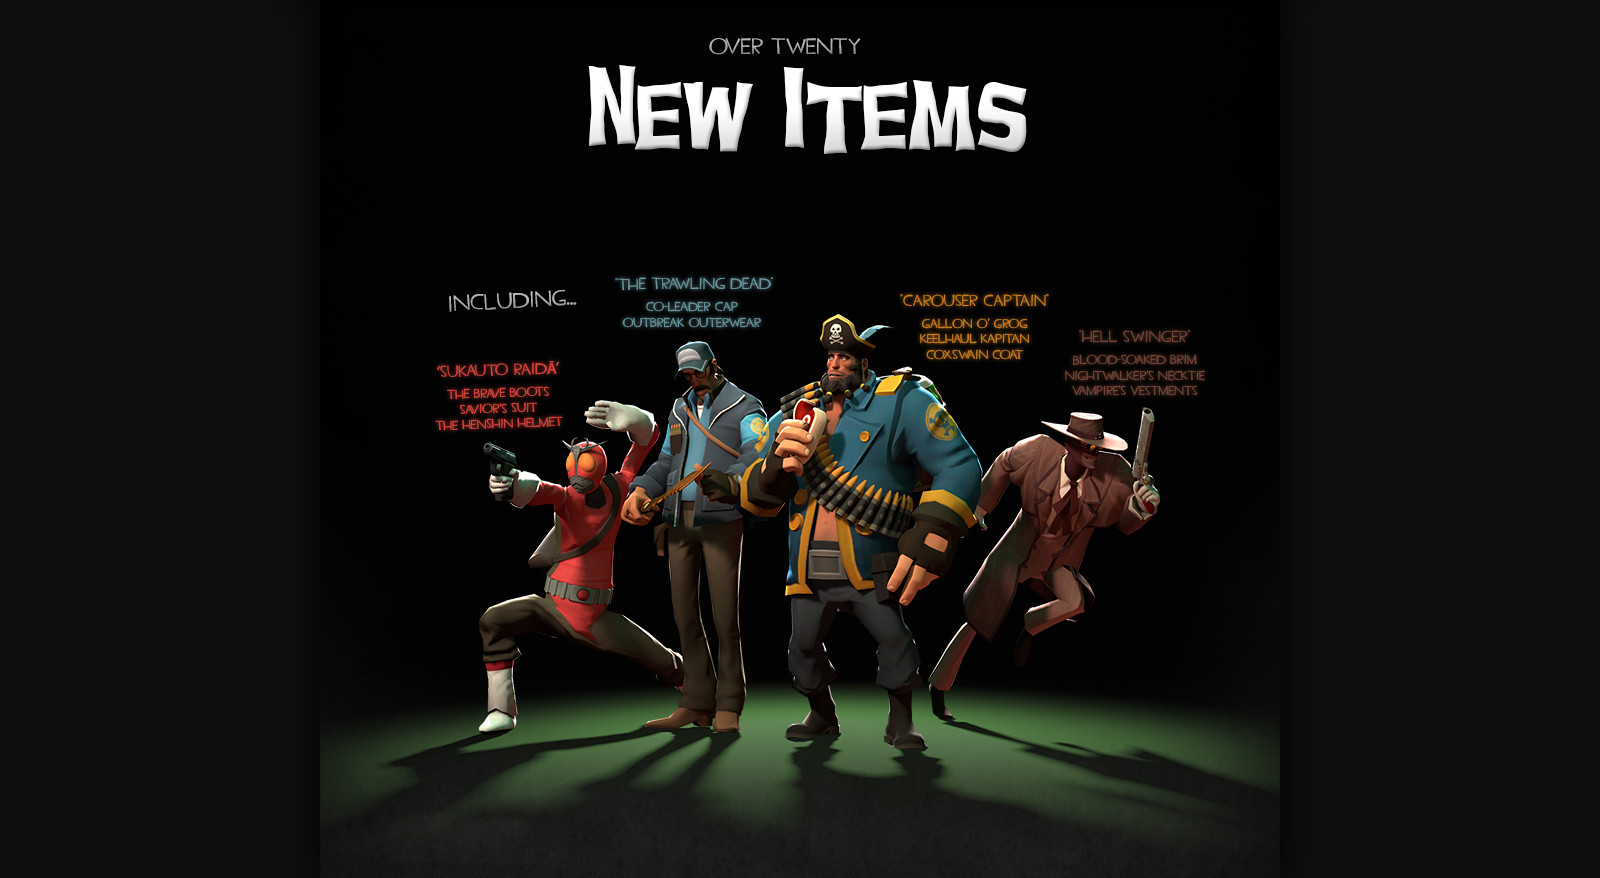 OVER TWENTY
NEW ITEMS
INCLUDING...
"THE TRAWLING DEAD"
CO-LEADER CAP
OUTBREAK OUTERWEAR
"CAROUSER CAPTAIN"
GALLON O' GROG
KEELHAUL KAPITAN
COXSWAIN COAT
"HELL SWINGER"
BLOOD-SOAKED BRIM
NIGHTWALKER'S NECKTIE
VAMPIRE'S VESTMENTS
"SUKAUTO RAIDĀ"
THE BRAVE BOOTS
SAVIOR'S SUIT
THE HENSHIN HELMET